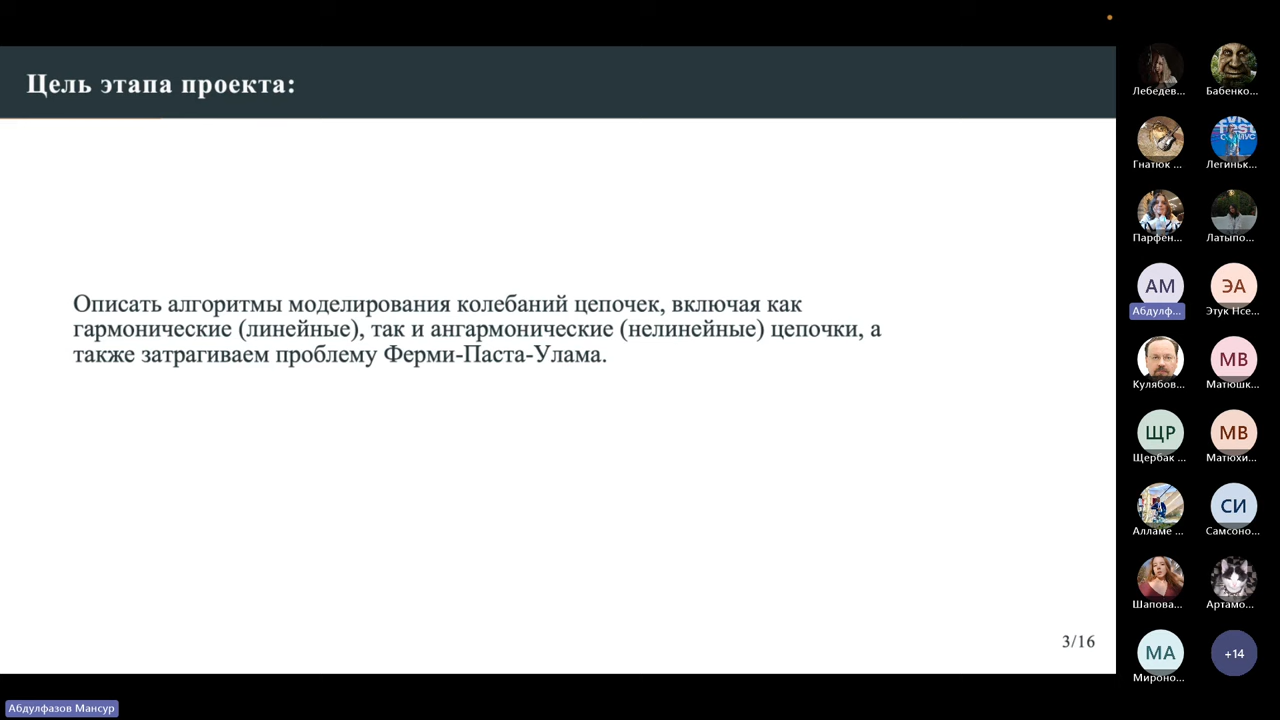 Цель этапа проекта:
Описать алгоритмы моделирования колебаний цепочек, включая как
гармонические (линейные), так и ангармонические (нелинейные) цепочки, а
также затрагиваем проблему Ферми-Паста-Улама.
3/16
Лебедев...
Бабенко...
Гнатюк ...
Легиньк...
Парфен...
Латыпо...
АМ
Абдулф...
ЭА
Этук Нсе...
Кулябов...
МВ
Матюшк...
ЩР
Щербак ...
МВ
Матюхи...
Алламе ...
СИ
Самсоно...
Шапова...
Артамо...
МА
Мироно...
+14
Абдулфазов Мансур